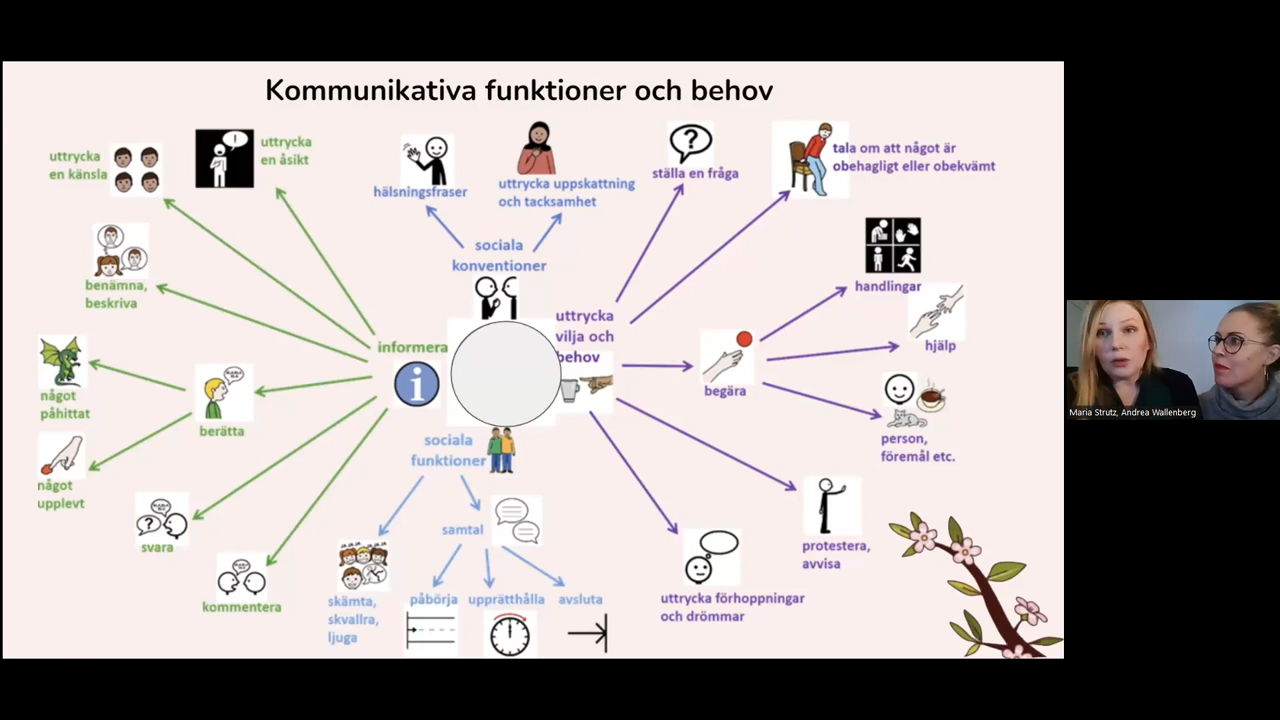 Kommunikativa funktioner och behov
uttrycka
en känsla
uttrycka
en åsikt
hälsningsfraser
uttrycka uppskattning
och tacksamhet
ställa en fråga
tala om att något är
obehagligt eller obekvämt
benämna,
beskriva
sociala
konventioner
handlingar
uttrycka
vilja och
behov
informera
hjälp
begära
något
påhittat
berätta
person,
föremål etc.
sociala
funktioner
något
upplevt
svara
samtal
protestera,
avvisa
kommentera
skämta,
skvallra,
ljuga
påbörja
upprätthålla
avsluta
uttrycka förhoppningar
och drömmar
Maria Strutz, Andrea Wallenberg